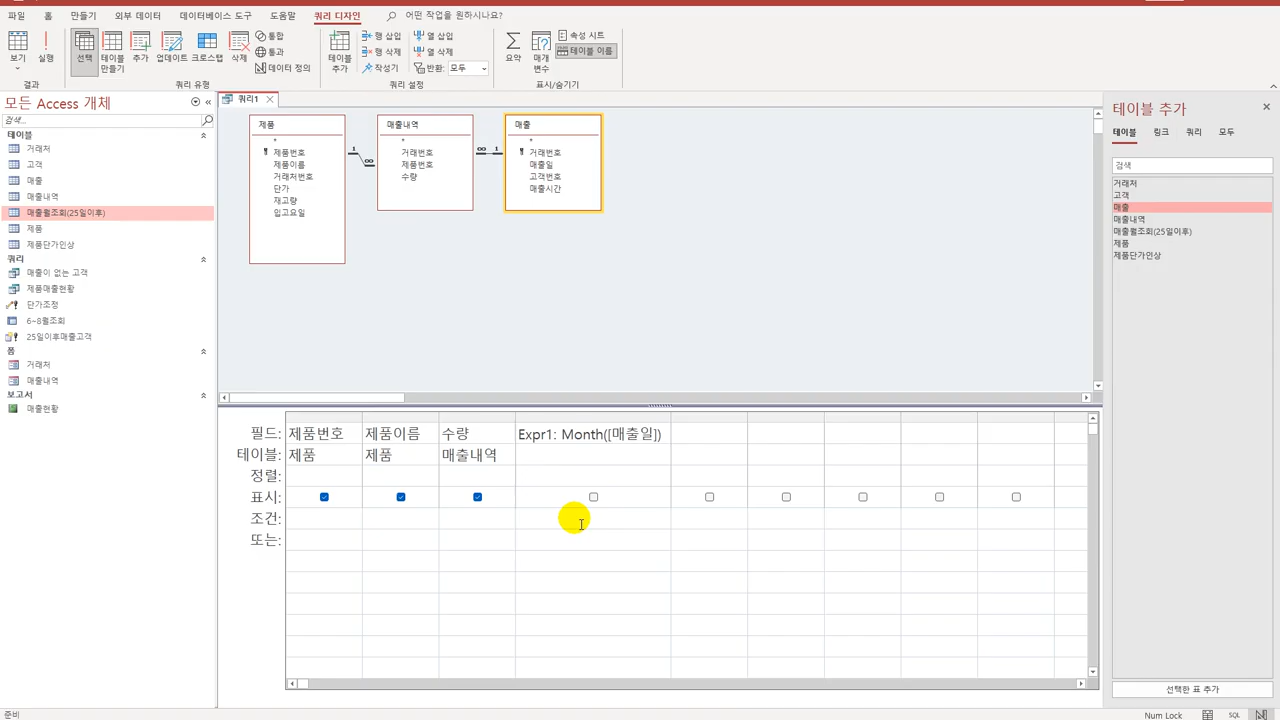 파일 홈 만들기 외부 데이터 데이터베이스 도구 도움말 쿼리 디자인 어떤 작업을 원하시나요?
보기 실행 선택 테이블 만들기 추가 업데이트 크로스탭 삭제 통합 통과 데이터 정의 테이블 추가 행 삽입 행 삭제 작성기 열 삽입 열 삭제 반환: 모두 요약 매개 변수 속성 시트 테이블 이름
결과 쿼리 유형 쿼리 설정 표시/숨기기
모든 Access 개체
검색...
테이블
거래처
고객
매출
매출내역
매출월조회(25일이후)
제품
제품단가인상
쿼리
매출이 없는 고객
제품매출현황
단가조정
6~8월조회
25일이후매출고객
폼
거래처
매출내역
보고서
매출현황
쿼리1
제품
*
제품번호
제품이름
거래처번호
단가
재고량
입고요일
1
∞
매출내역
*
거래번호
제품번호
수량
∞ 1
매출
*
거래번호
매출일
고객번호
매출시간
필드: 제품번호 제품이름 수량 Expr1: Month([매출일])
테이블: 제품 제품 매출내역
정렬:
표시:
조건:
또는:
테이블 추가
테이블 링크 쿼리 모두
검색
거래처
고객
매출
매출내역
매출월조회(25일이후)
제품
제품단가인상
선택한 표 추가
준비 Num Lock SQL